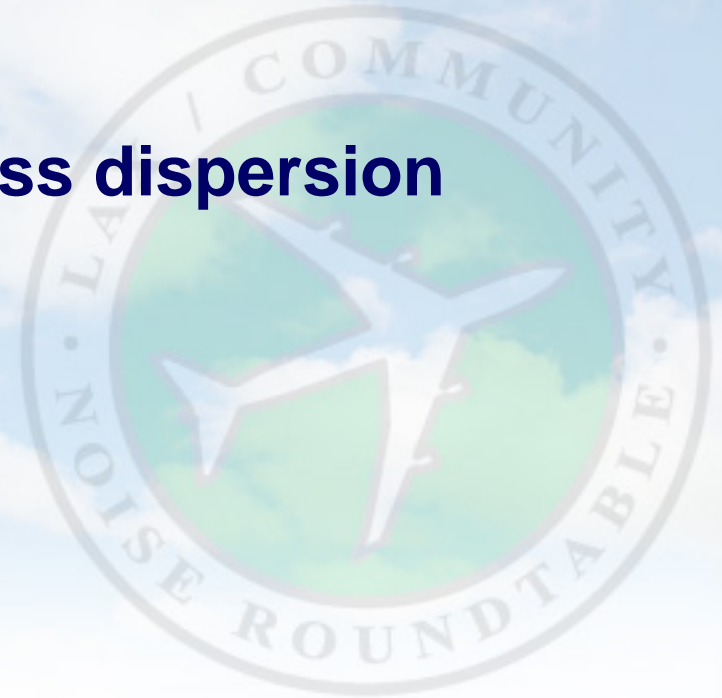 ss dispersion
LAX / COMMUNITY
• NOISE ROUNDTABLE •